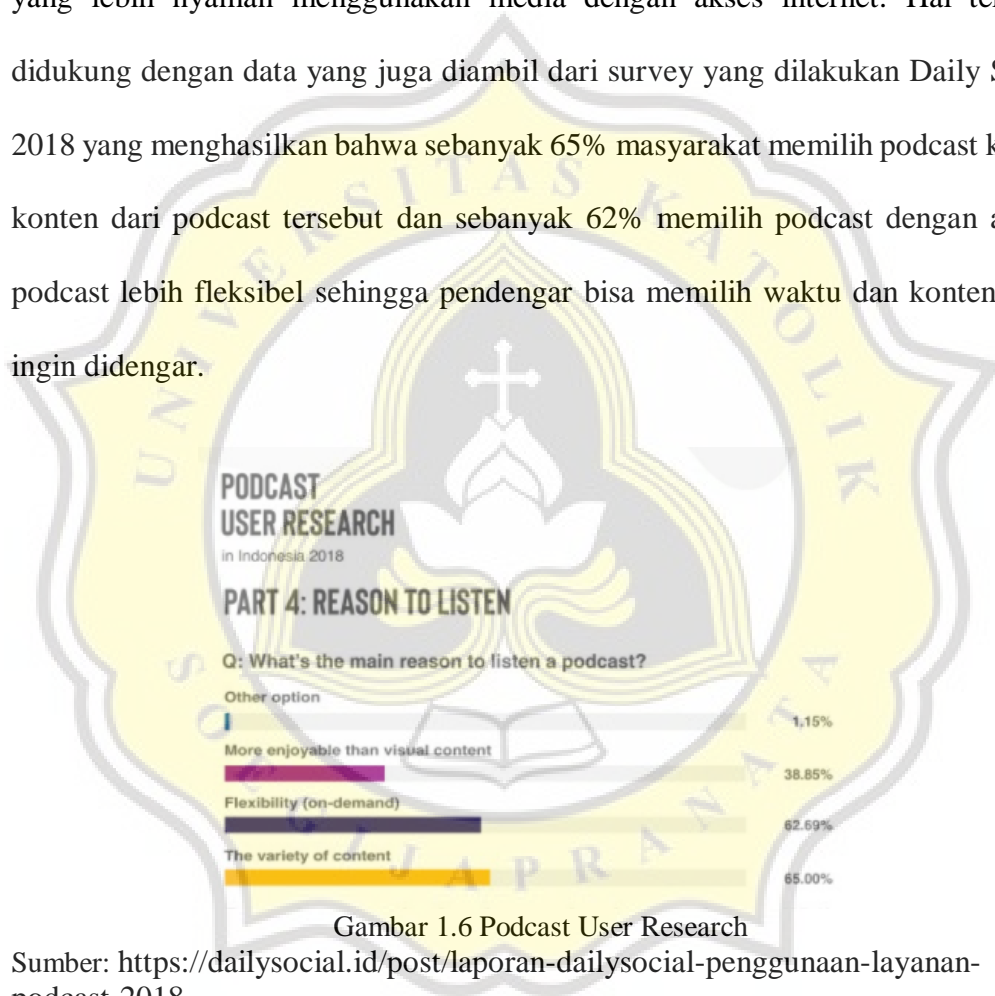 yang lebih nyaman menggunakan media dengan akses internet. Hal
didukung dengan data yang juga diambil dari survey yang dilakukan Daily
2018 yang menghasilkan bahwa sebanyak 65% masyarakat memilih podcast
konten dari podcast tersebut dan sebanyak 62% memilih podcast dengan
podcast lebih fleksibel sehingga pendengar bisa memilih waktu dan konten
ingin didengar.
UNIVERSITAS KATOLIK
SOEGIJAPRANATA
PODCAST
USER RESEARCH
in Indonesia 2018
PART 4: REASON TO LISTEN
Q: What's the main reason to listen a podcast?
Other option
1,15%
More enjoyable than visual content
38.85%
Flexibility (on-demand)
62.69%
The variety of content
65.00%
Gambar 1.6 Podcast User Research
Sumber: https://dailysocial.id/post/laporan-dailysocial-penggunaan-layanan-
podcast-2018